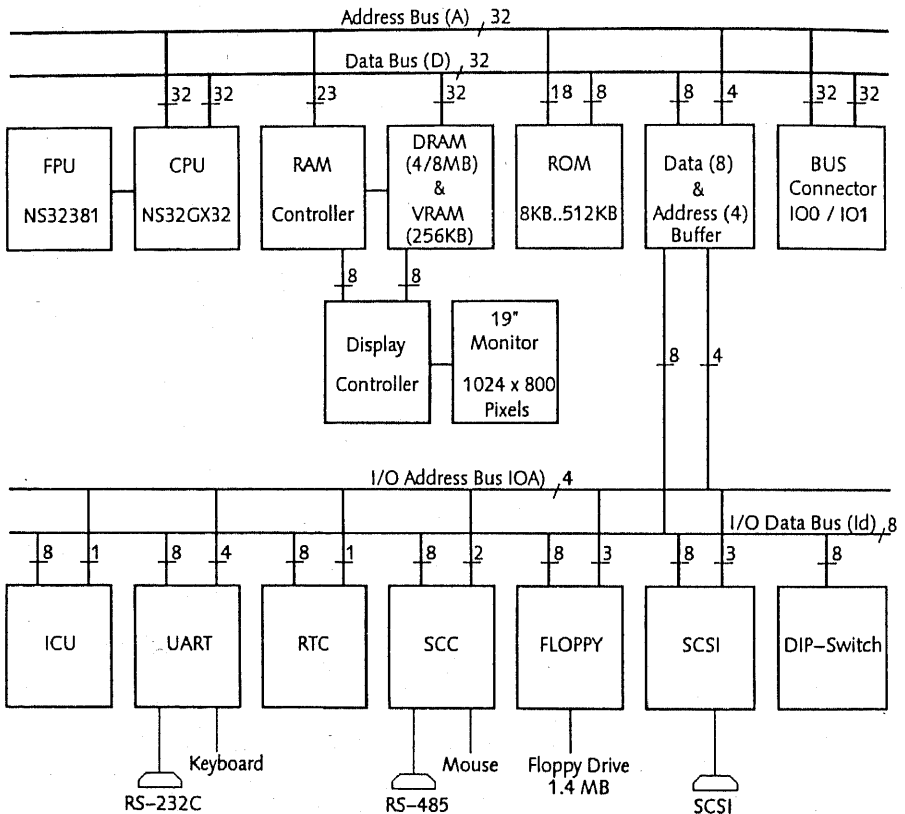 Address Bus (A) 32
Data Bus (D) 32
32 32 23 32 18 8 8 4 32 32
FPU
NS32381
CPU
NS32GX32
RAM
Controller
DRAM
(4/8MB)
&
VRAM
(256KB)
ROM
8KB..512KB
Data (8)
&
Address (4)
Buffer
BUS
Connector
IO0 / IO1
8 8
Display
Controller
19"
Monitor
1024 x 800
Pixels
8 4
I/O Address Bus IOA) 4
I/O Data Bus (Id) 8
8 1 8 4 8 1 8 2 8 3 8 3 8
ICU
UART
RTC
SCC
FLOPPY
SCSI
DIP–Switch
Keyboard
RS–232C
Mouse
RS–485
Floppy Drive
1.4 MB
SCSI